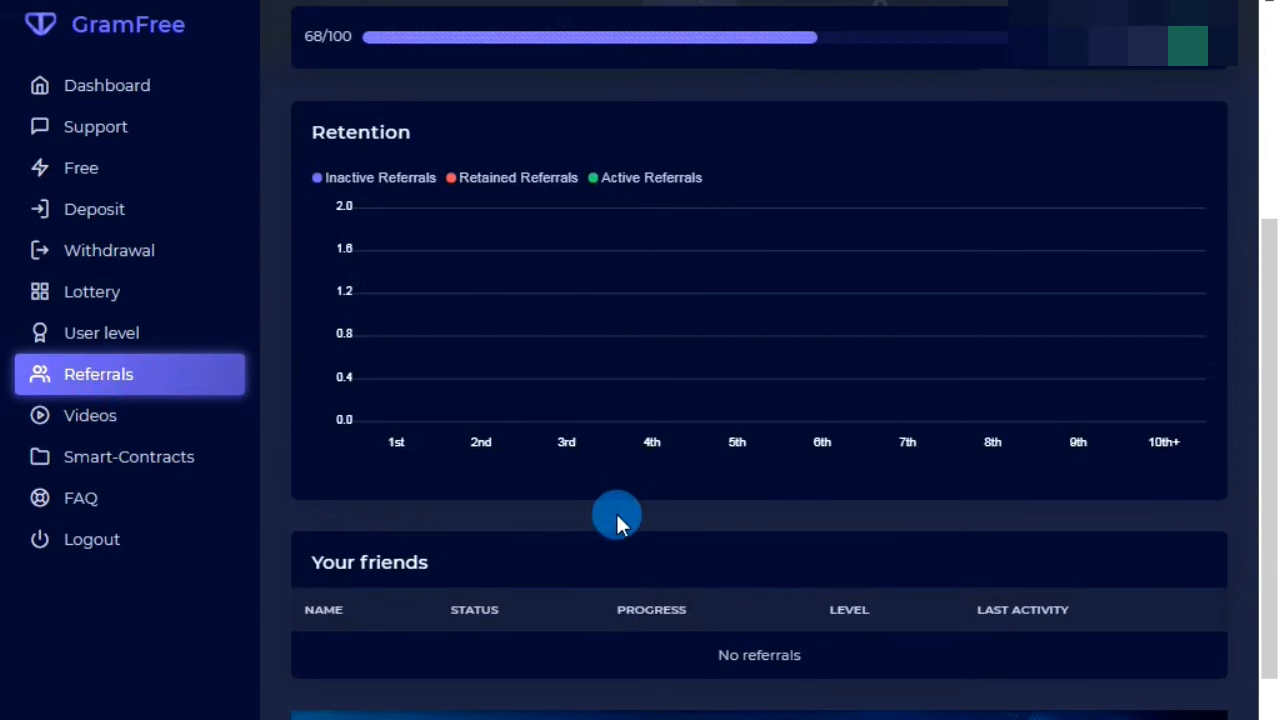 GramFree
Dashboard
Support
Free
Deposit
Withdrawal
Lottery
User level
Referrals
Videos
Smart-Contracts
FAQ
Logout
68/100
Retention
Inactive Referrals Retained Referrals Active Referrals
2.0
1.6
1.2
0.8
0.4
0.0
1st 2nd 3rd 4th 5th 6th 7th 8th 9th 10th+
Your friends
NAME STATUS PROGRESS LEVEL LAST ACTIVITY
No referrals